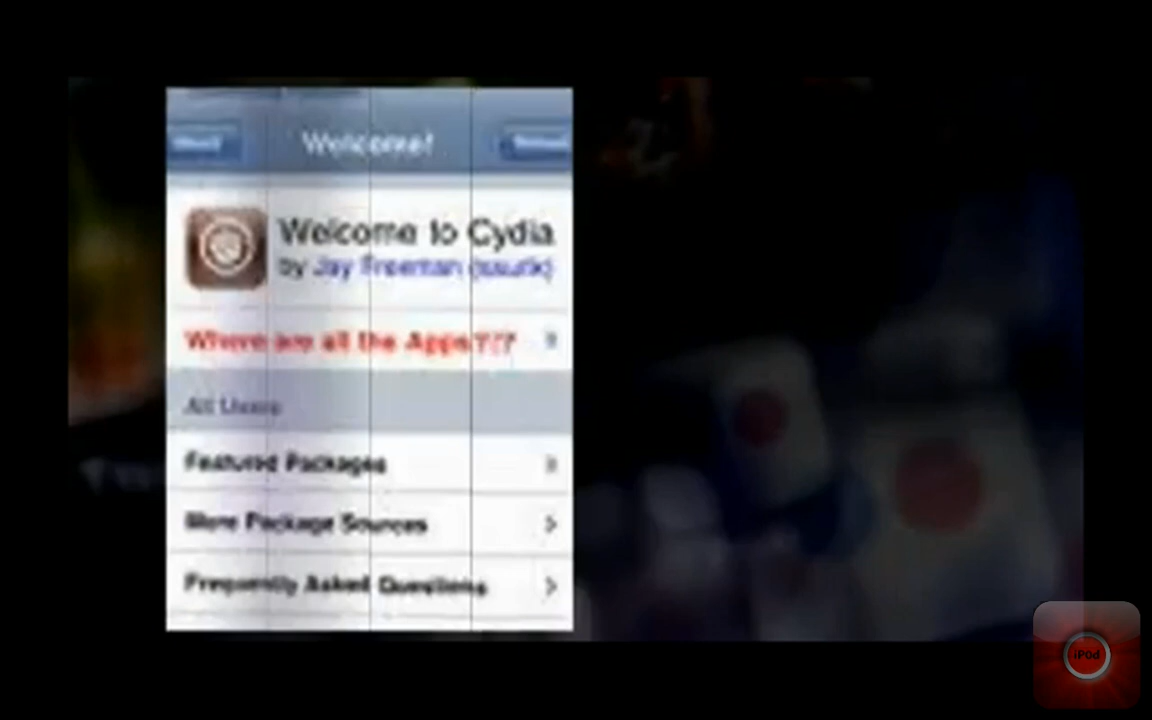 Welcome!
Welcome to Cydia
by Jay Freeman (saurik)
Where are all the Apps???
All Users
Featured Packages
More Package Sources
Frequently Asked Questions
iPod